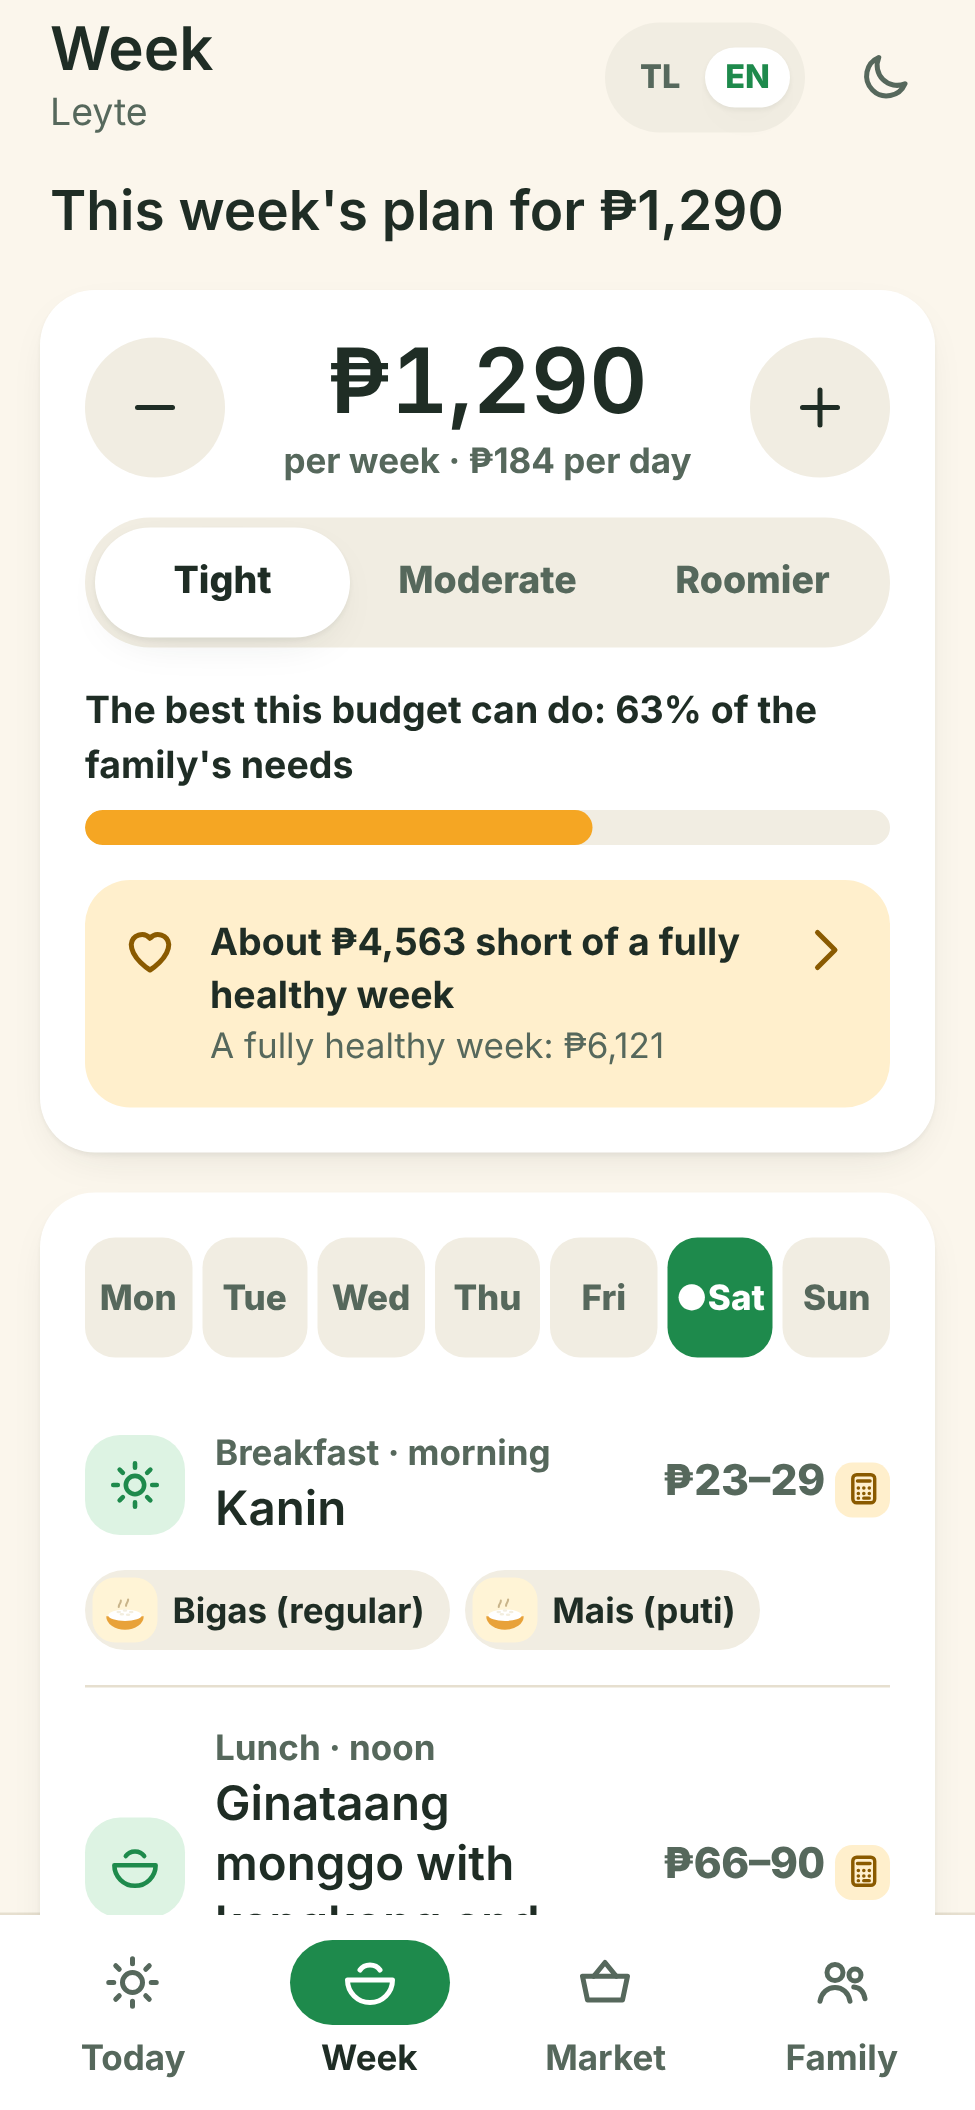 Week
Leyte
TL
EN
This week's plan for ₱1,290
₱1,290
per week · ₱184 per day
Tight
Moderate
Roomier
The best this budget can do: 63% of the
family's needs
About ₱4,563 short of a fully
healthy week
A fully healthy week: ₱6,121
Mon
Tue
Wed
Thu
Fri
Sat
Sun
Breakfast · morning
Kanin
₱23–29
Bigas (regular)
Mais (puti)
Lunch · noon
Ginataang
monggo with
₱66–90
Today
Week
Market
Family